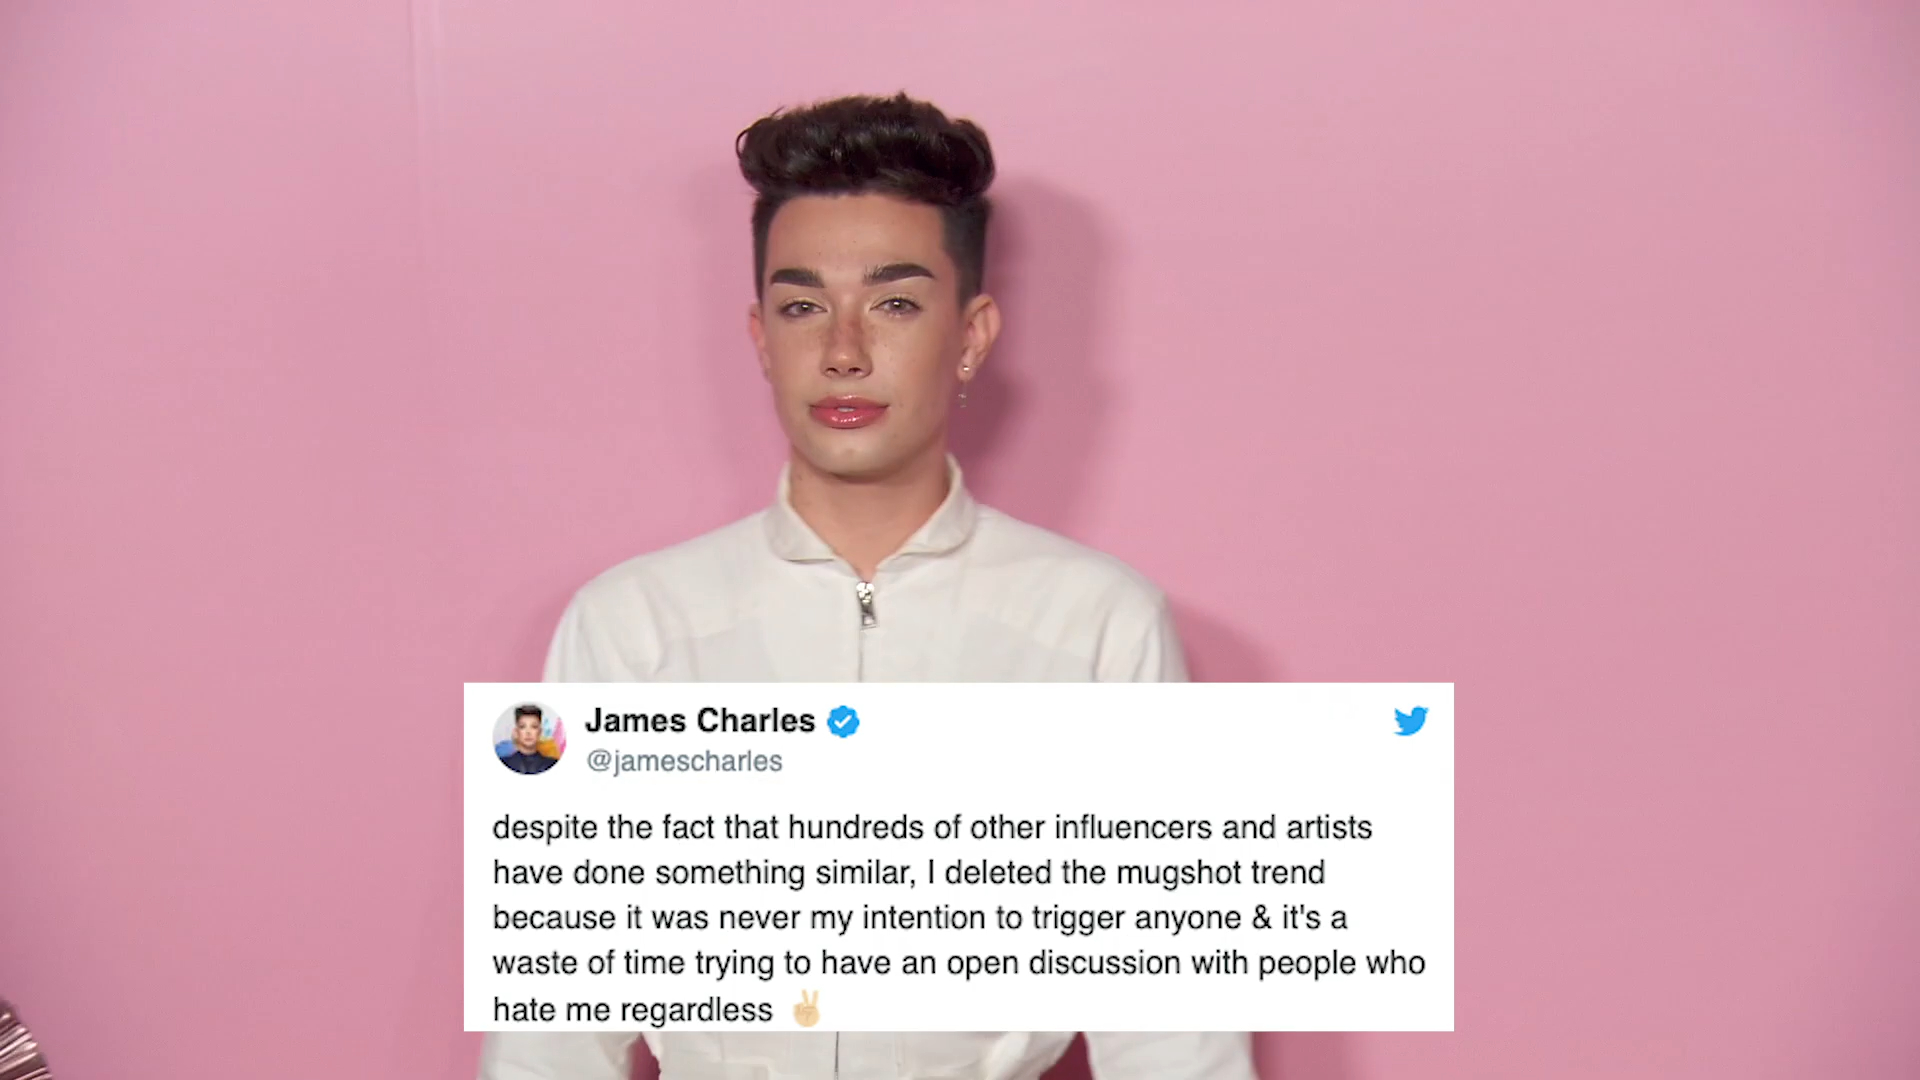 James Charles
@jamescharles
despite the fact that hundreds of other influencers and artists
have done something similar, I deleted the mugshot trend
because it was never my intention to trigger anyone & it's a
waste of time trying to have an open discussion with people who
hate me regardless ✌🏼